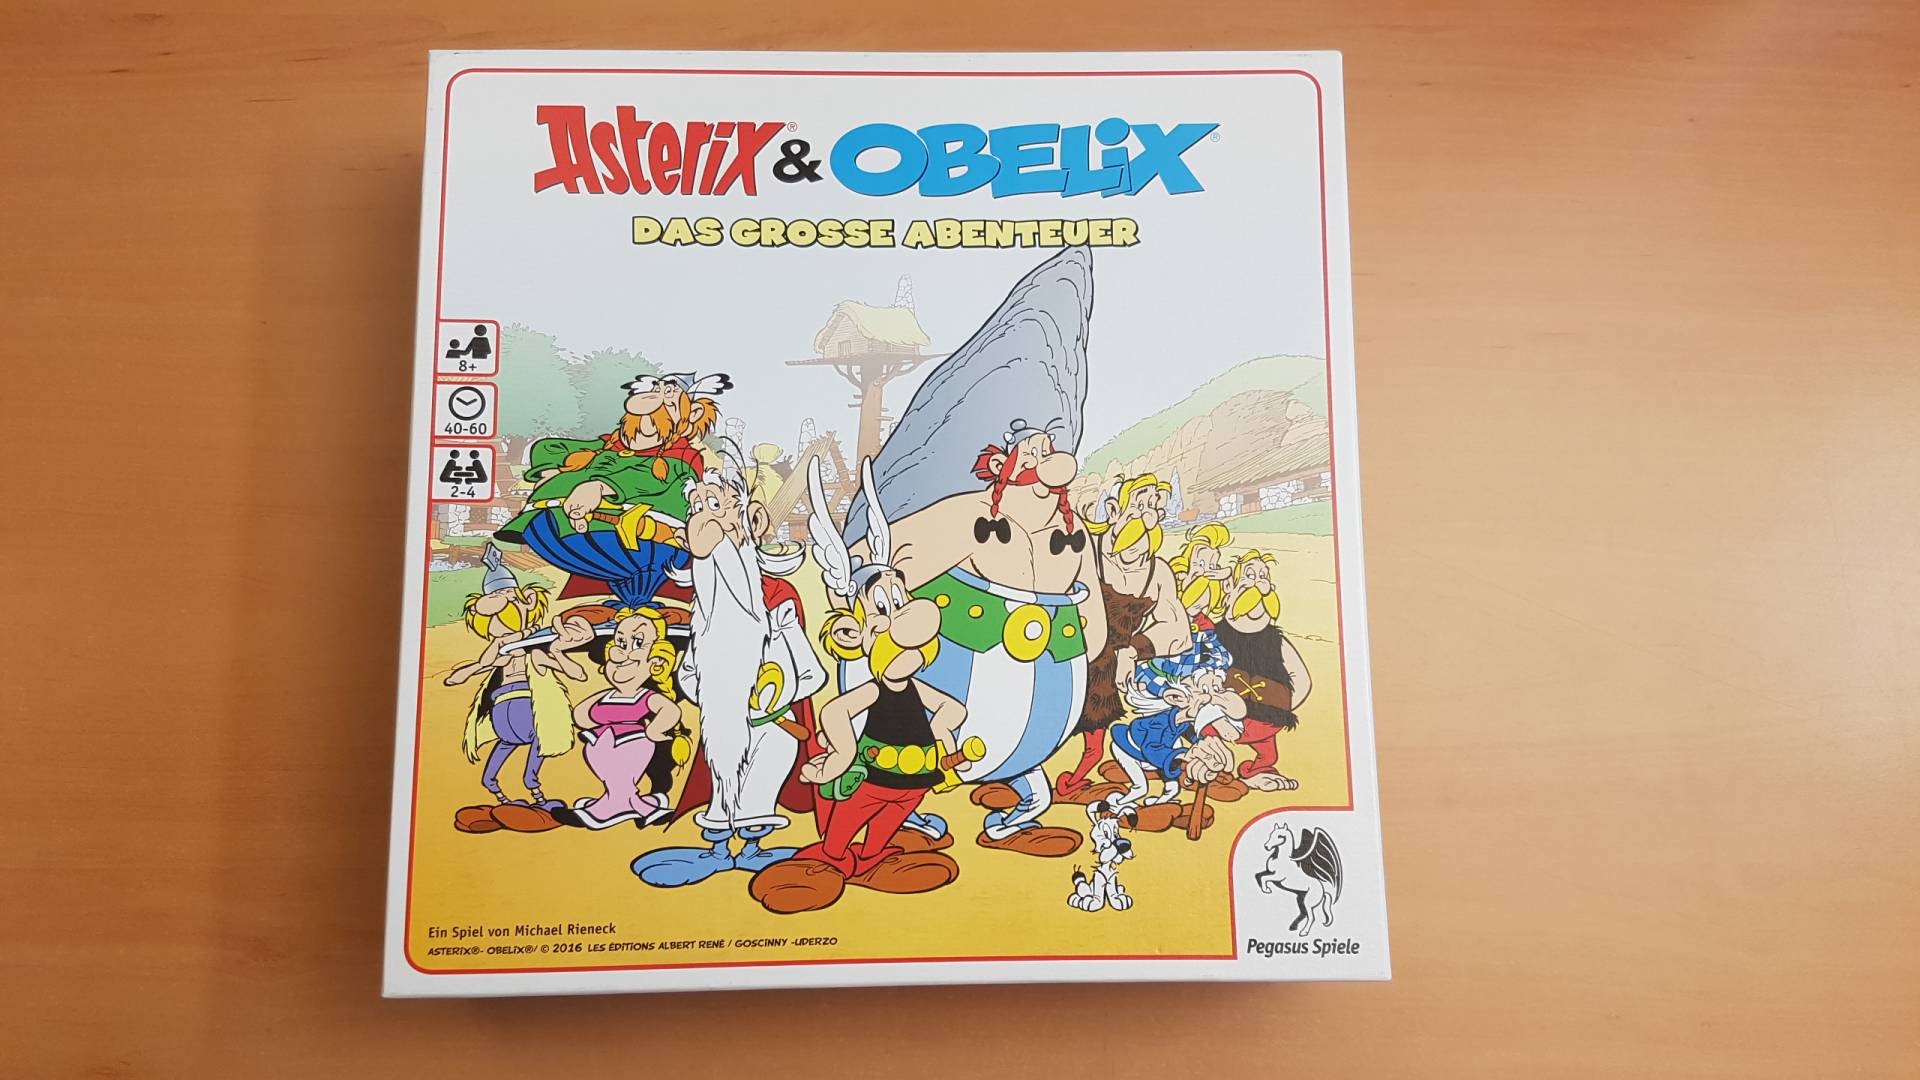 Asterix® & OBELiX®
DAS GROSSE ABENTEUER
8+
40-60
2-4
Ein Spiel von Michael Rieneck
ASTERIX®- OBELIX®/ © 2016 LES ÉDITIONS ALBERT RENÉ / GOSCINNY -UDERZO
Pegasus Spiele